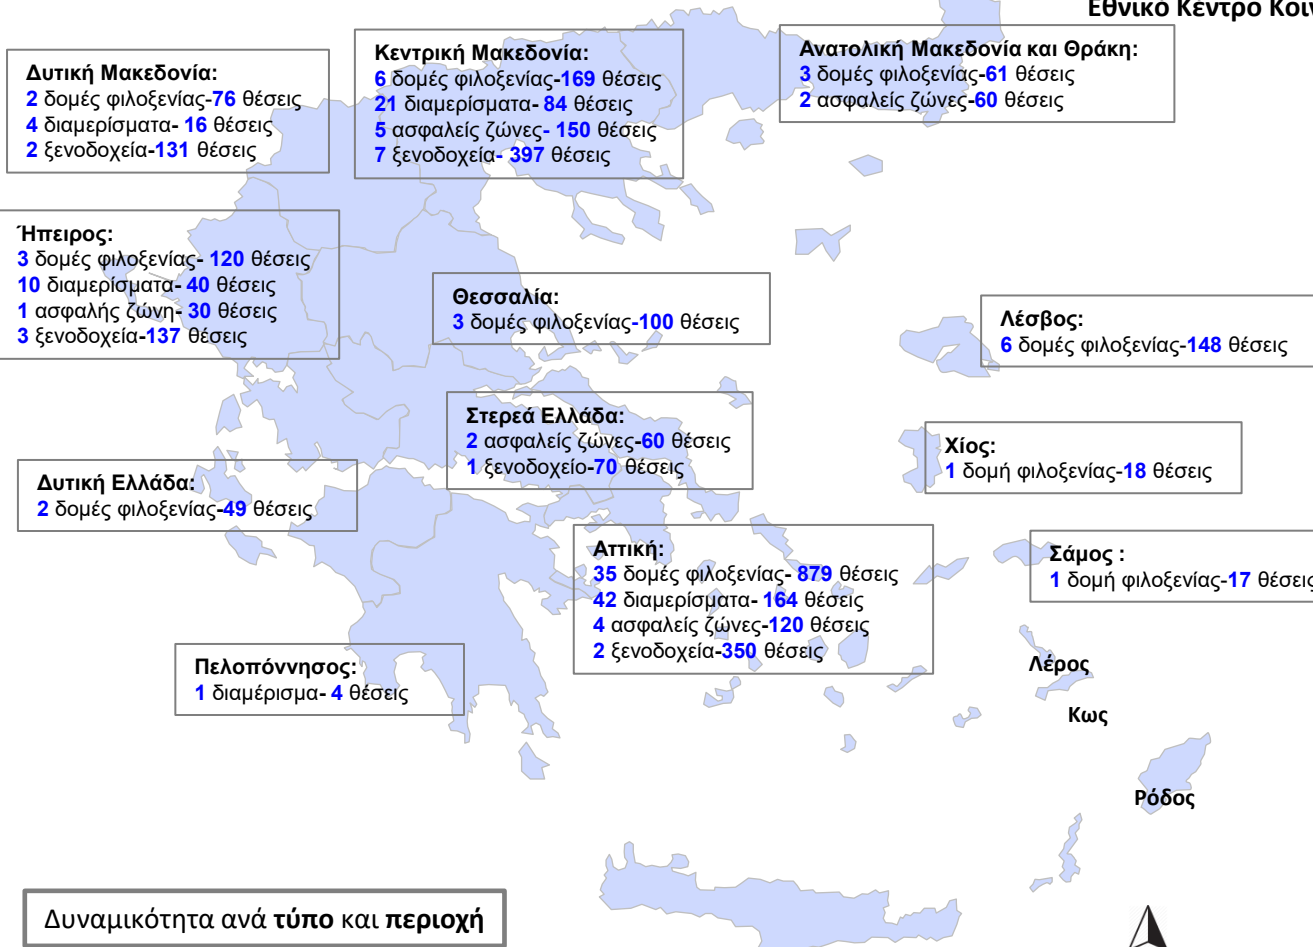 Εθνικό Κέντρο
Δυτική Μακεδονία:
2 δομές φιλοξενίας-76 θέσεις
4 διαμερίσματα- 16 θέσεις
2 ξενοδοχεία-131 θέσεις
Κεντρική Μακεδονία:
6 δομές φιλοξενίας-169 θέσεις
21 διαμερίσματα- 84 θέσεις
5 ασφαλείς ζώνες- 150 θέσεις
7 ξενοδοχεία- 397 θέσεις
Ανατολική Μακεδονία και Θράκη:
3 δομές φιλοξενίας-61 θέσεις
2 ασφαλείς ζώνες-60 θέσεις
Ήπειρος:
3 δομές φιλοξενίας- 120 θέσεις
10 διαμερίσματα- 40 θέσεις
1 ασφαλής ζώνη- 30 θέσεις
3 ξενοδοχεία-137 θέσεις
Θεσσαλία:
3 δομές φιλοξενίας-100 θέσεις
Λέσβος:
6 δομές φιλοξενίας-148 θέσεις
Στερεά Ελλάδα:
2 ασφαλείς ζώνες-60 θέσεις
1 ξενοδοχείο-70 θέσεις
Χίος:
1 δομή φιλοξενίας-18 θέσεις
Δυτική Ελλάδα:
2 δομές φιλοξενίας-49 θέσεις
Αττική:
35 δομές φιλοξενίας- 879 θέσεις
42 διαμερίσματα- 164 θέσεις
4 ασφαλείς ζώνες-120 θέσεις
2 ξενοδοχεία-350 θέσεις
Σάμος :
1 δομή φιλοξενίας-17 θέσεις
Πελοπόννησος:
1 διαμέρισμα- 4 θέσεις
Λέρος
Κως
Ρόδος
Δυναμικότητα ανά τύπο και περιοχή